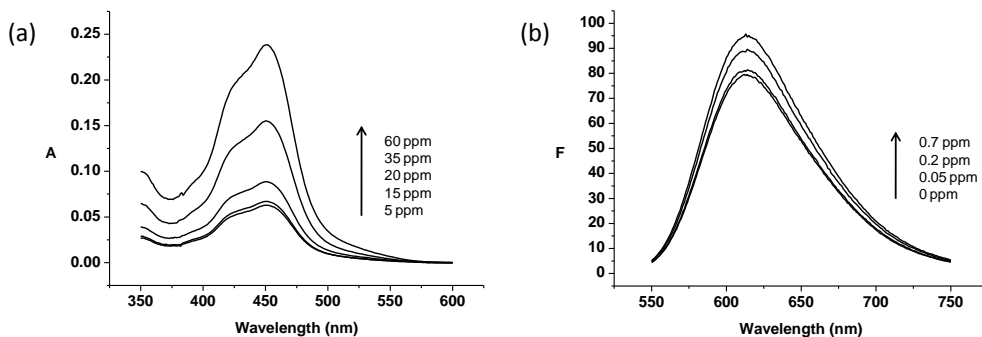 (a)
0.25
0.20
0.15
0.10
0.05
0.00
A
60 ppm
35 ppm
20 ppm
15 ppm
5 ppm
350 400 450 500 550 600
Wavelength (nm)
(b)
100
90
80
70
60
50
40
30
20
10
0
F
0.7 ppm
0.2 ppm
0.05 ppm
0 ppm
550 600 650 700 750
Wavelength (nm)